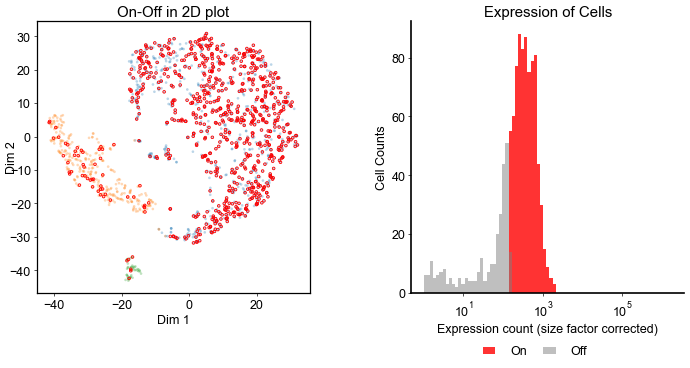 On-Off in 2D plot
30
20
10
0
−10
−20
−30
−40
Dim 2
−40 −20 0 20
Dim 1
Expression of Cells
80
60
40
20
0
Cell Counts
10^1 10^3 10^5
Expression count (size factor corrected)
On Off